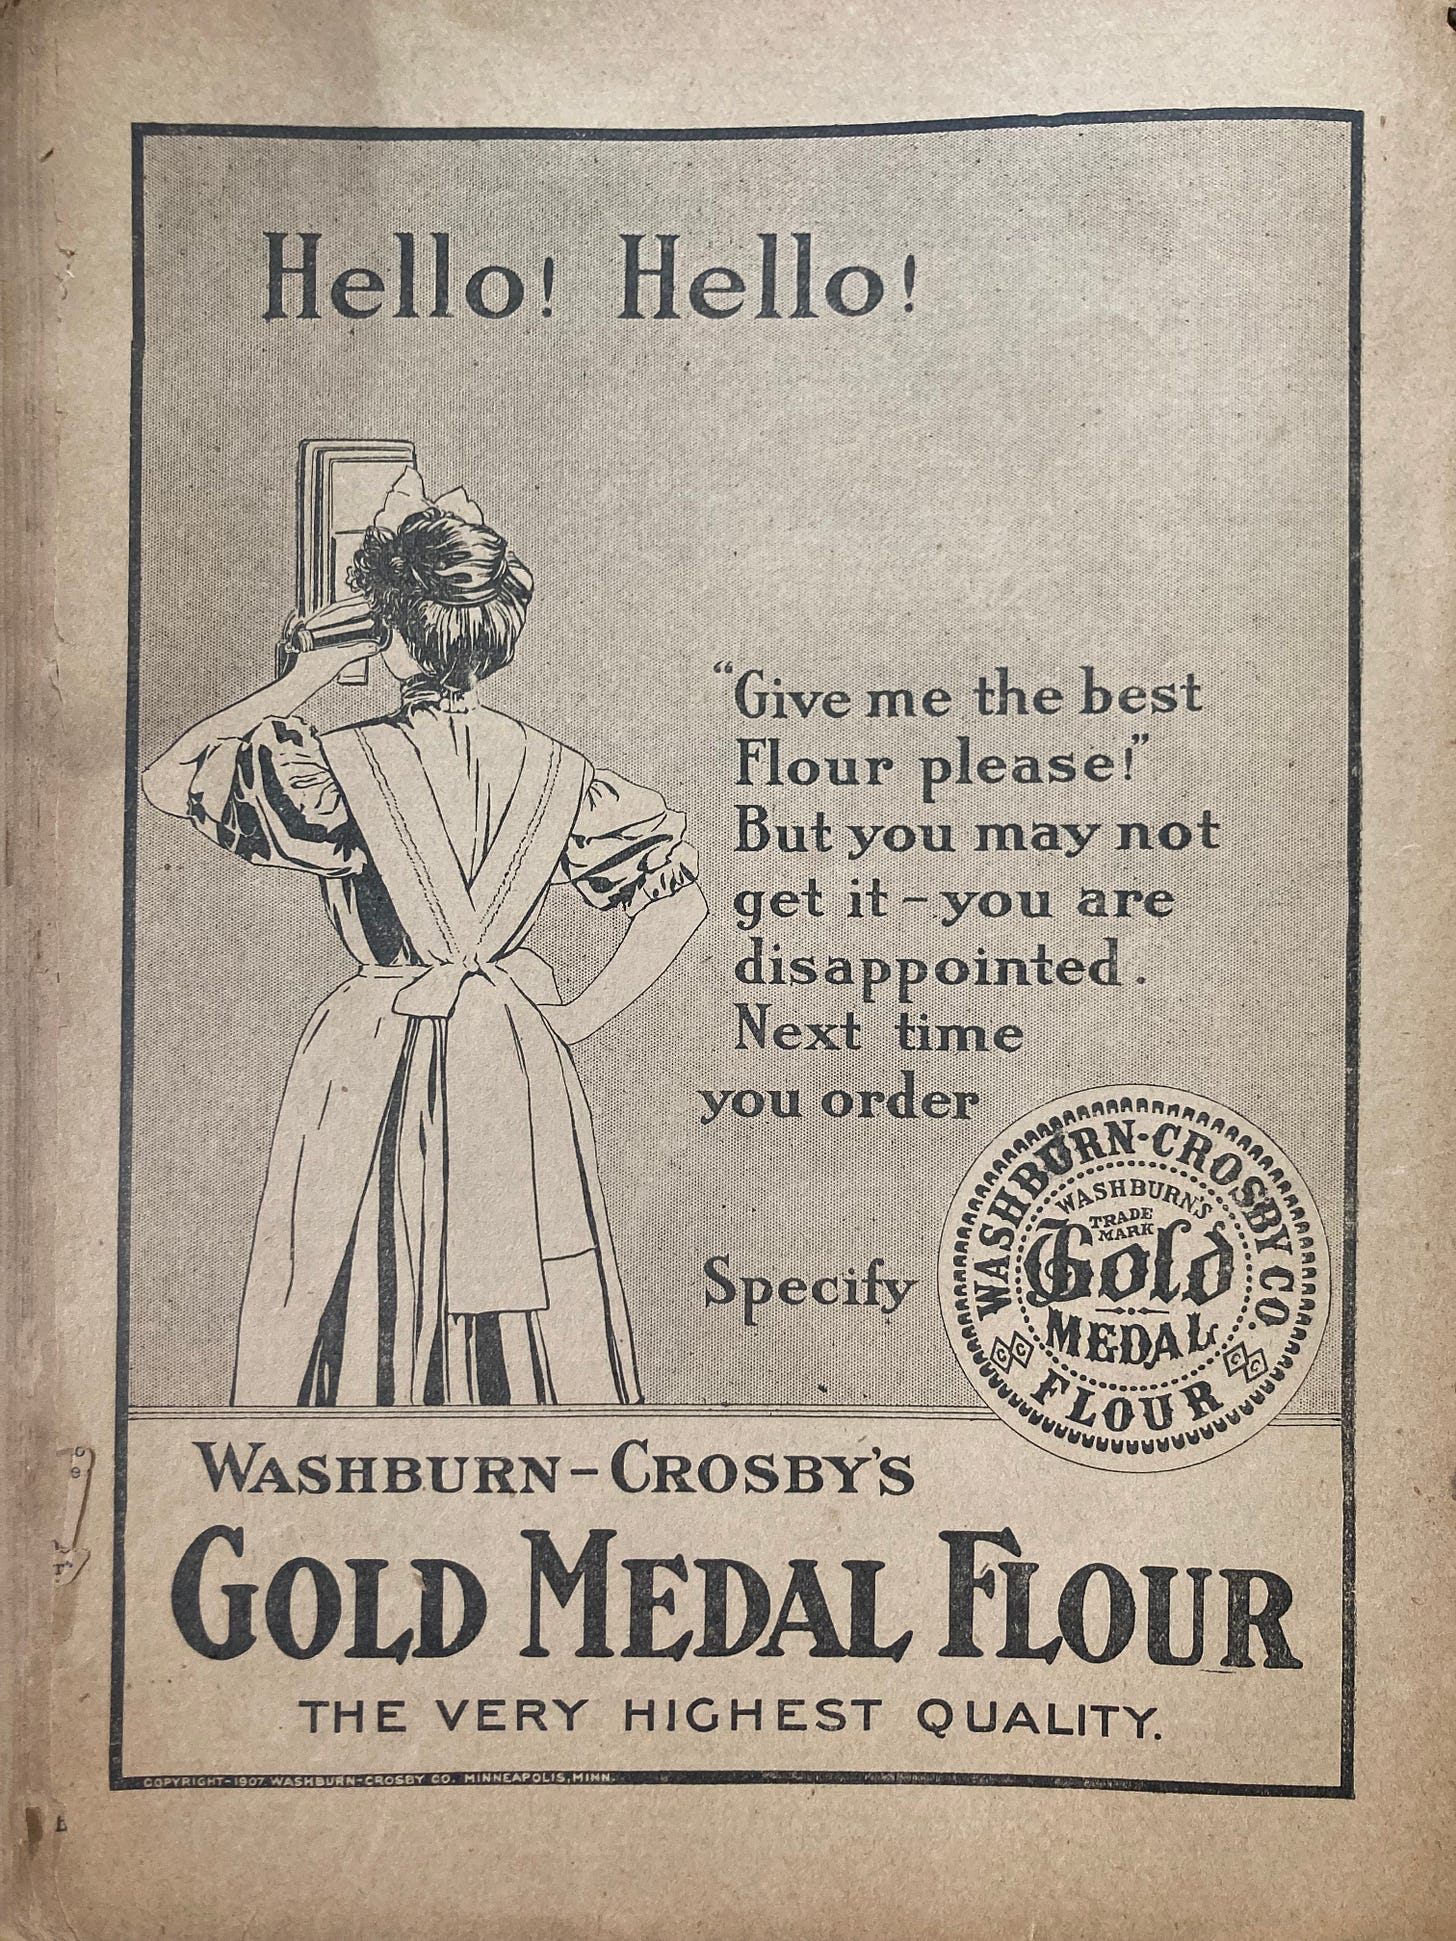 Hello! Hello!
“Give me the best
Flour please!”
But you may not
get it – you are
disappointed.
Next time
you order
Specify
WASHBURN-CROSBY CO.
WASHBURN'S
TRADE
MARK
Gold
MEDAL
FLOUR
C C
C C
WASHBURN-CROSBY'S
GOLD MEDAL FLOUR
THE VERY HIGHEST QUALITY.
COPYRIGHT-1907 WASHBURN-CROSBY CO. MINNEAPOLIS, MINN.